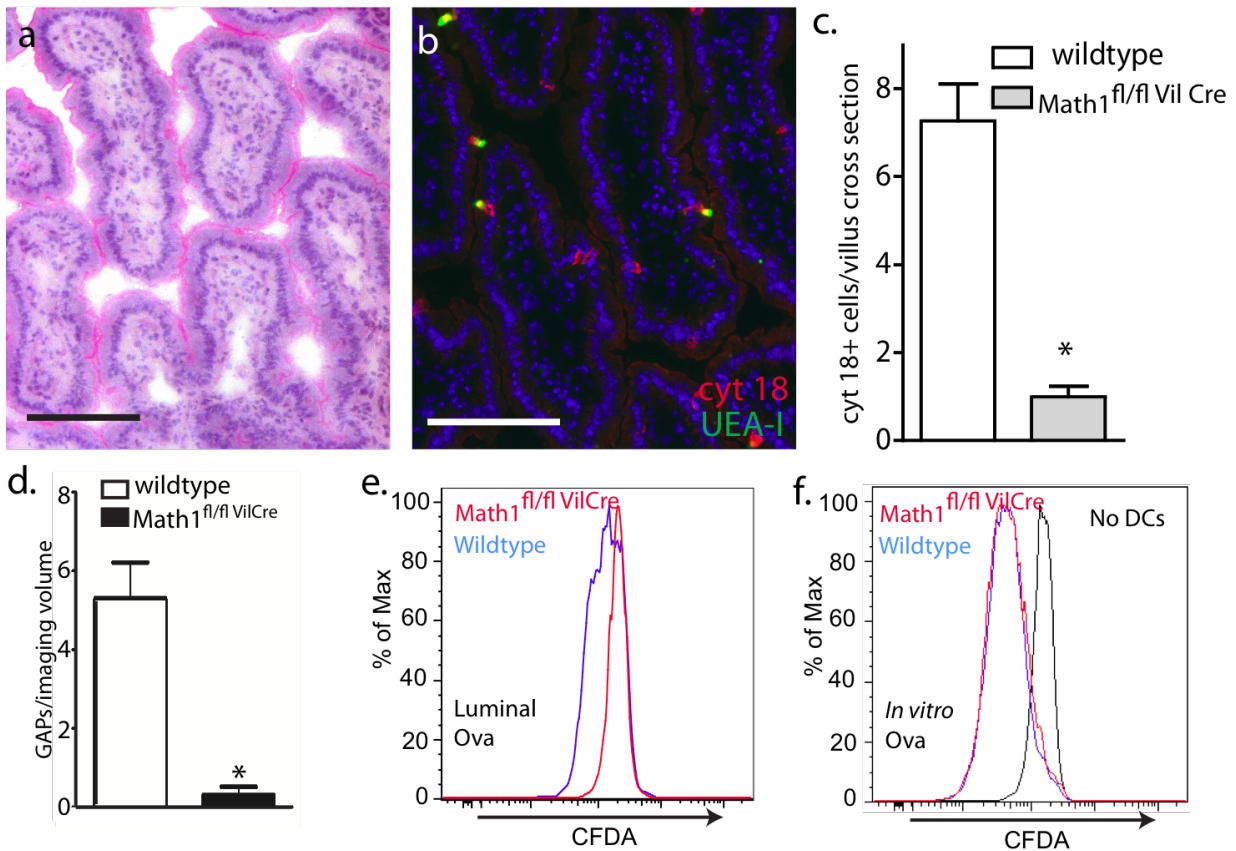 a
b
cyt 18
UEA-I
c.
wildtype
Math1fl/fl Vil Cre
cyt 18+ cells/villus cross section
8
6
4
2
0
*
d.
wildtype
Math1fl/fl VilCre
GAPs/imaging volume
8
6
4
2
0
*
e.
Math1fl/fl VilCre
Wildtype
% of Max
100
80
60
40
20
0
Luminal
Ova
CFDA
f.
Math1fl/fl VilCre
Wildtype
No DCs
% of Max
100
80
60
40
20
0
In vitro
Ova
CFDA